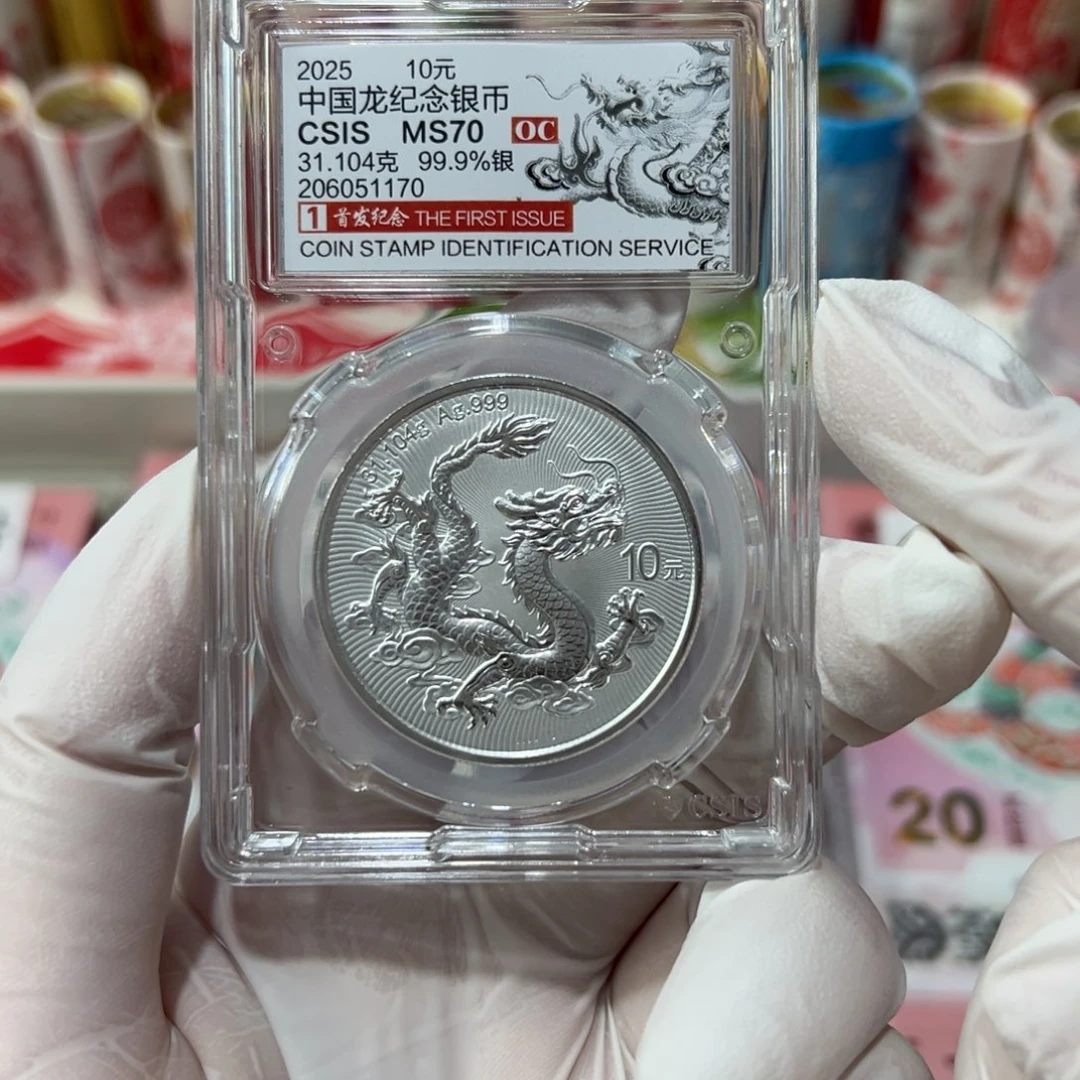 2025 10元
中国龙纪念银币
CSIS MS70 OC
31.104克 99.9%银
206051170
1 首发纪念 THE FIRST ISSUE
COIN STAMP IDENTIFICATION SERVICE
31.104g Ag.999
10元
CSIS
20